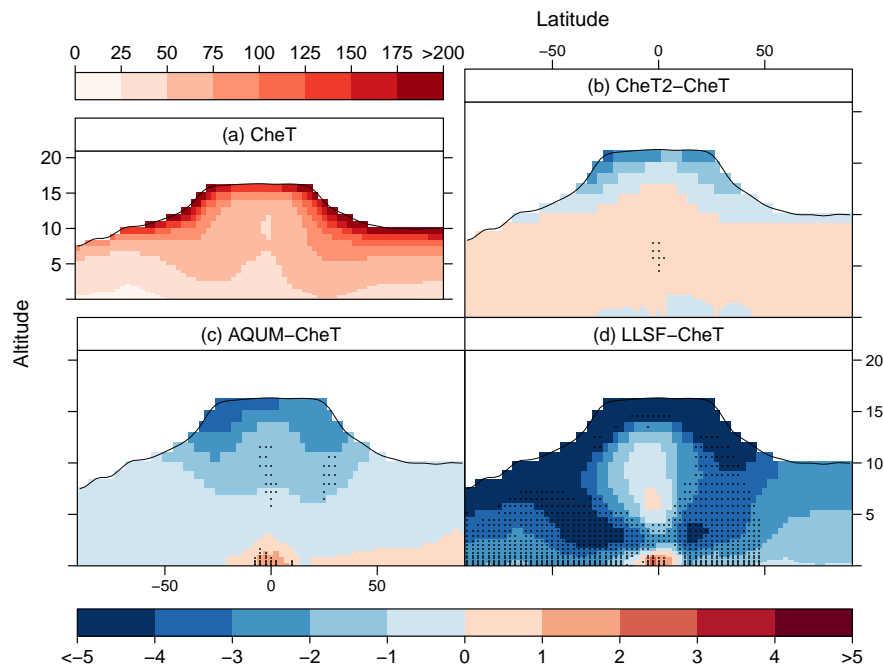 Latitude
0 25 50 75 100 125 150 175 >200
−50 0 50
(b) CheT2−CheT
(a) CheT
20
15
10
5
Altitude
(c) AQUM−CheT
(d) LLSF−CheT
20
15
10
5
−50 0 50
<−5 −4 −3 −2 −1 0 1 2 3 4 >5